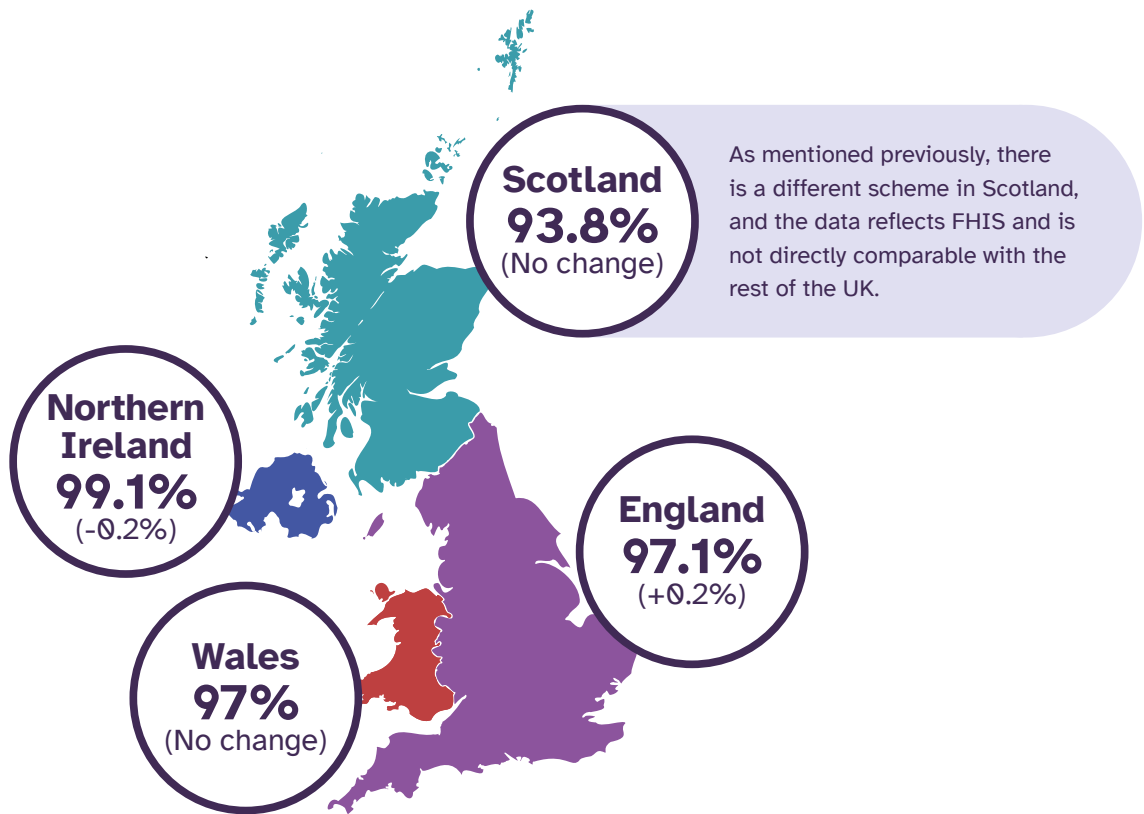 Scotland
93.8%
(No change)
As mentioned previously, there
is a different scheme in Scotland,
and the data reflects FHIS and is
not directly comparable with the
rest of the UK.
Northern
Ireland
99.1%
(-0.2%)
England
97.1%
(+0.2%)
Wales
97%
(No change)